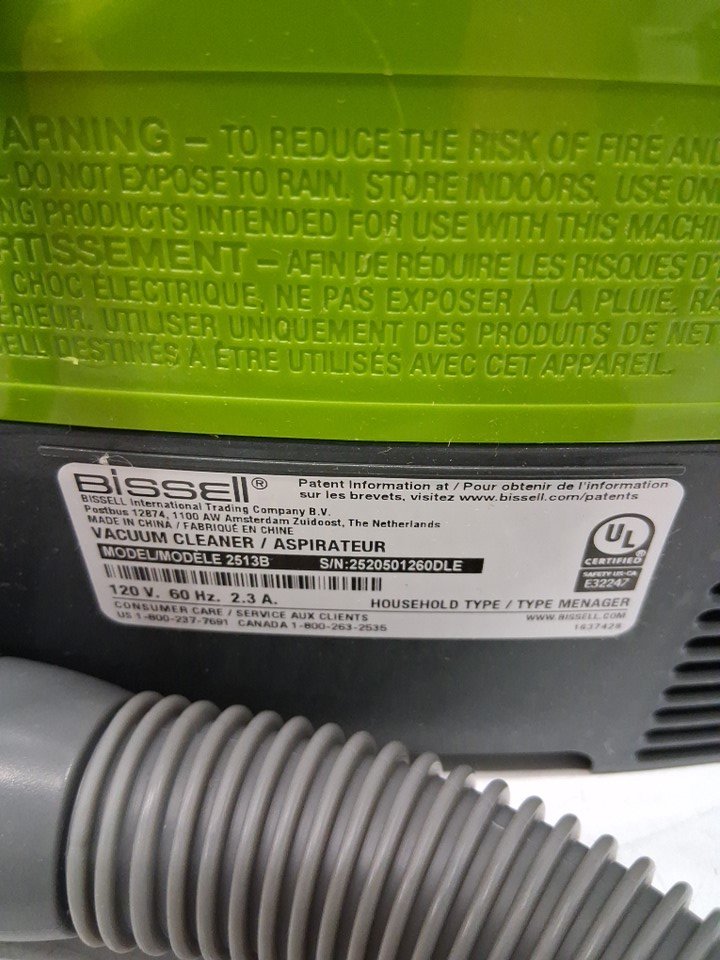 ARNING – TO REDUCE THE RISK OF FIRE AND
- DO NOT EXPOSE TO RAIN. STORE INDOORS. USE ON
NG PRODUCTS INTENDED FOR USE WITH THIS MACHI
RTISSEMENT – AFIN DE RÉDUIRE LES RISQUES D'
CHOC ÉLECTRIQUE, NE PAS EXPOSER À LA PLUIE. RA
ÉRIEUR. UTILISER UNIQUEMENT DES PRODUITS DE NET
SELL DESTINÉS À ÊTRE UTILISÉS AVEC CET APPAREIL.
BISSELL®
Patent Information at / Pour obtenir de l'information
sur les brevets, visitez www.bissell.com/patents
BISSELL International Trading Company B.V.
Postbus 12874, 1100 AW Amsterdam Zuidoost, The Netherlands
MADE IN CHINA / FABRIQUÉ EN CHINE
VACUUM CLEANER / ASPIRATEUR
MODEL/MODÈLE 2513B S/N:2520501260DLE
120 V. 60 Hz. 2.3 A.
HOUSEHOLD TYPE / TYPE MENAGER
CONSUMER CARE / SERVICE AUX CLIENTS
WWW.BISSELL.COM
US 1-800-237-7691 CANADA 1-800-263-2535
1637428
UL
CERTIFIED
SAFETY US-CA
E32247